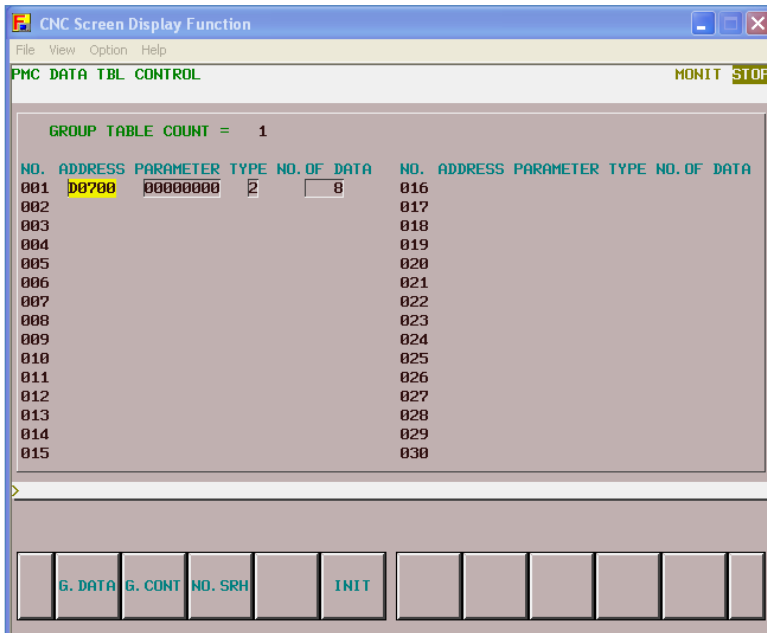 CNC Screen Display Function
File View Option Help
PMC DATA TBL CONTROL MONIT STOP
GROUP TABLE COUNT = 1
NO. ADDRESS PARAMETER TYPE NO.OF DATA NO. ADDRESS PARAMETER TYPE NO.OF DATA
001 D0700 00000000 2 8 016
002 017
003 018
004 019
005 020
006 021
007 022
008 023
009 024
010 025
011 026
012 027
013 028
014 029
015 030
>
G.DATA G.CONT NO.SRH INIT